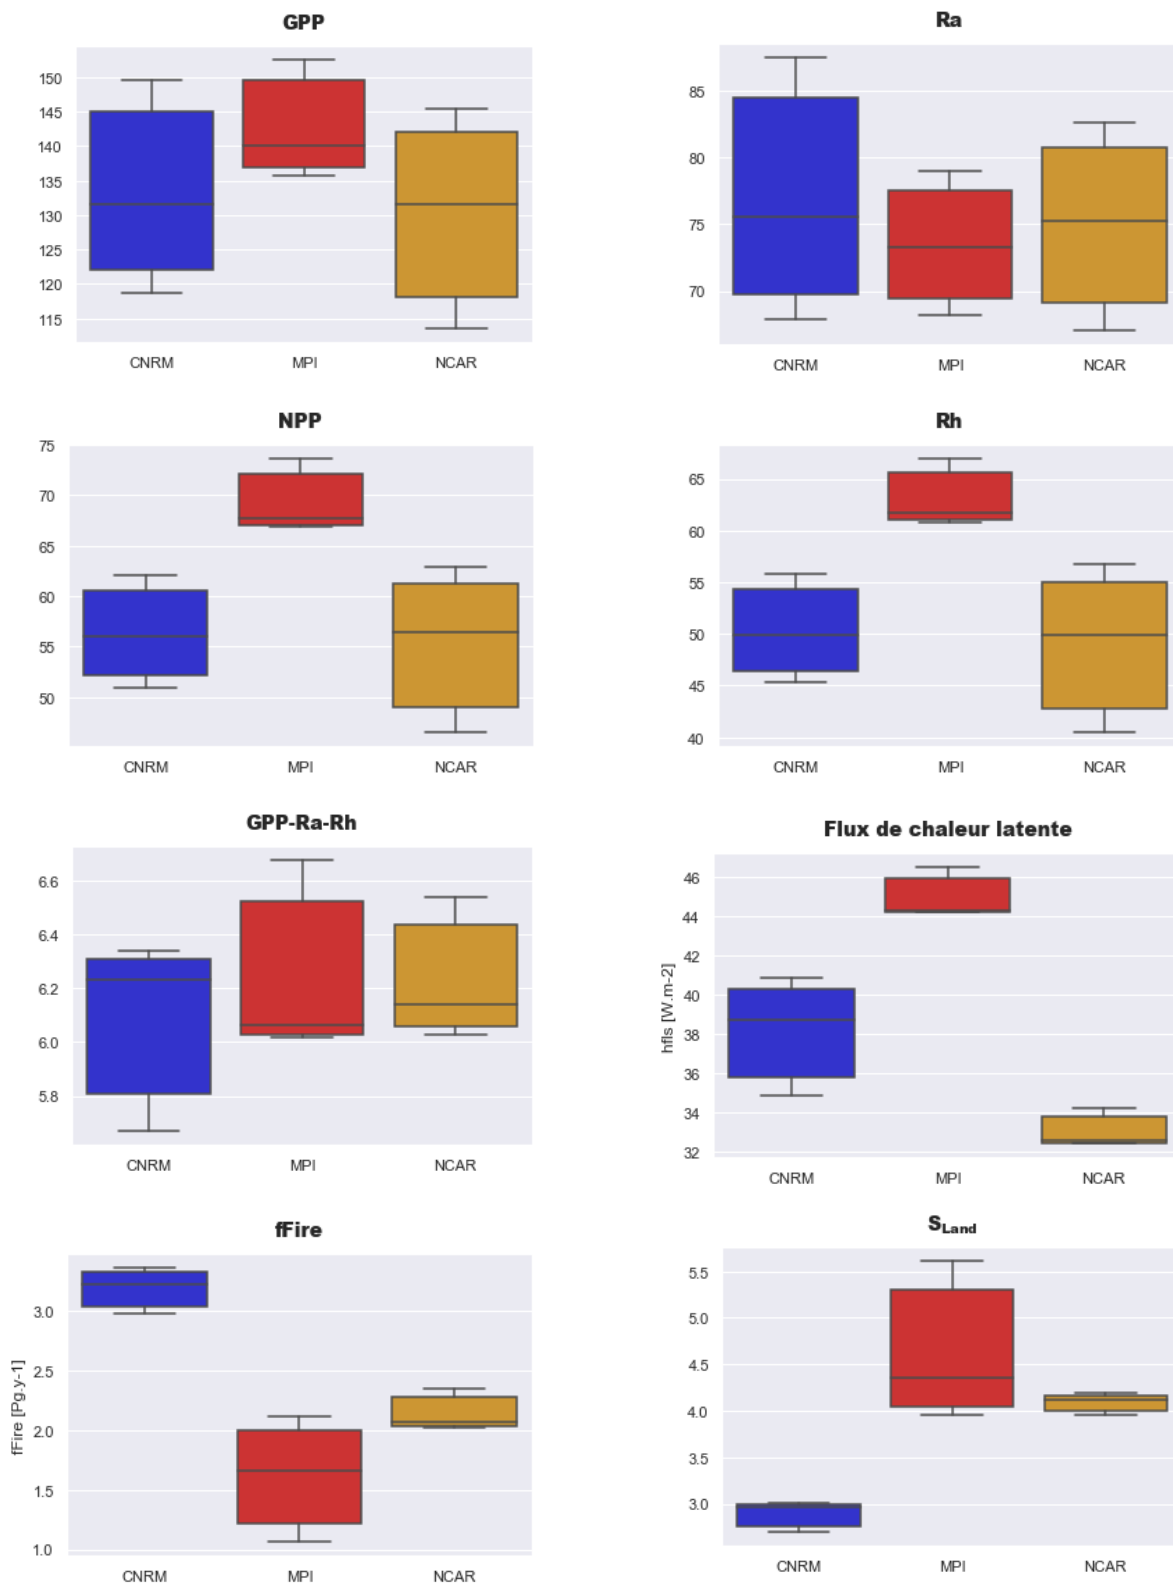 GPP
150
145
140
135
130
125
120
115
CNRM MPI NCAR
Ra
85
80
75
70
CNRM MPI NCAR
NPP
75
70
65
60
55
50
CNRM MPI NCAR
Rh
65
60
55
50
45
40
CNRM MPI NCAR
GPP-Ra-Rh
6.6
6.4
6.2
6.0
5.8
CNRM MPI NCAR
Flux de chaleur latente
hfls [W.m-2]
46
44
42
40
38
36
34
32
CNRM MPI NCAR
fFire
fFire [Pg.y-1]
3.0
2.5
2.0
1.5
1.0
CNRM MPI NCAR
S_Land
5.5
5.0
4.5
4.0
3.5
3.0
CNRM MPI NCAR